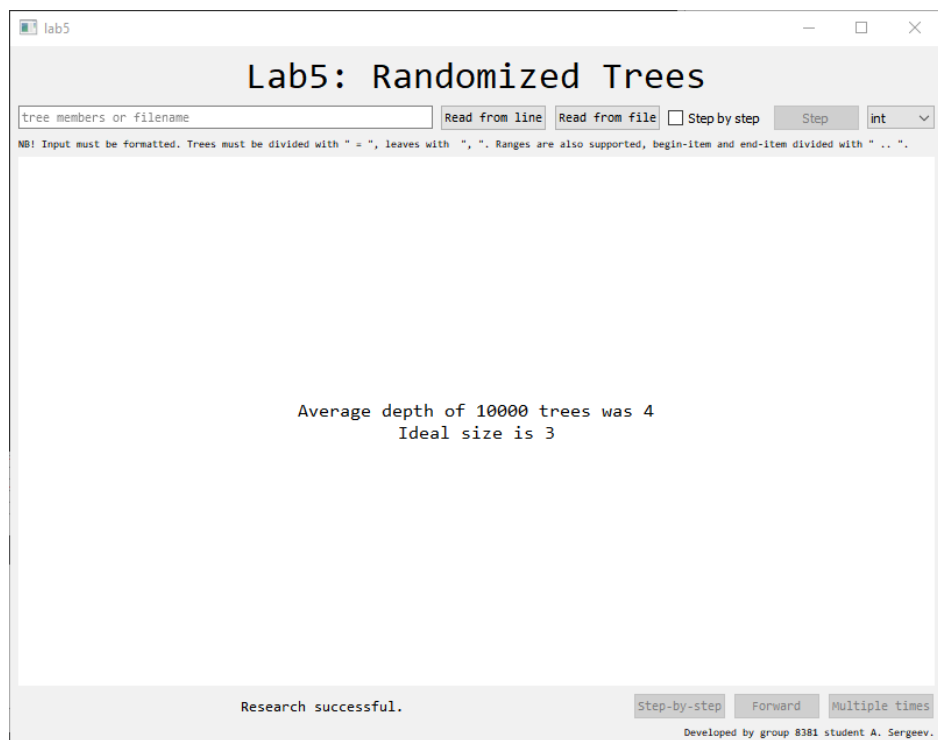 lab5
Lab5: Randomized Trees
tree members or filename Read from line Read from file Step by step Step int
NB! Input must be formatted. Trees must be divided with " = ", leaves with  ", ". Ranges are also supported, begin-item and end-item divided with " .. ".
Average depth of 10000 trees was 4
Ideal size is 3
Research successful. Step-by-step Forward Multiple times
Developed by group 8381 student A. Sergeev.